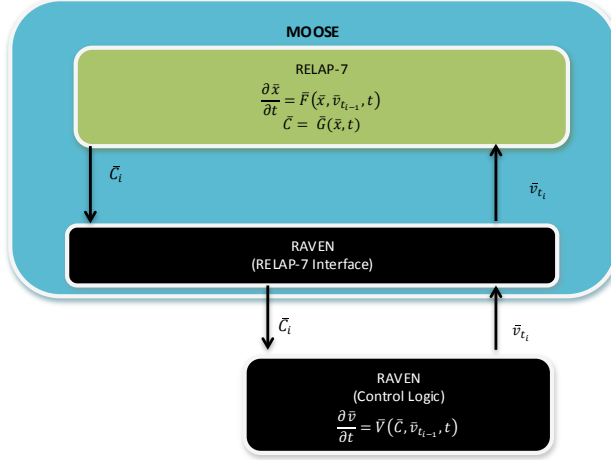 MOOSE
RELAP-7
∂x̄/∂t = F̄(x̄, v̄_{t_{i−1}}, t)
C̄ = Ḡ(x̄, t)
C̄_i
v̄_{t_i}
RAVEN
(RELAP-7 Interface)
C̄_i
v̄_{t_i}
RAVEN
(Control Logic)
∂v̄/∂t = V̄(C̄, v̄_{t_{i−1}}, t)